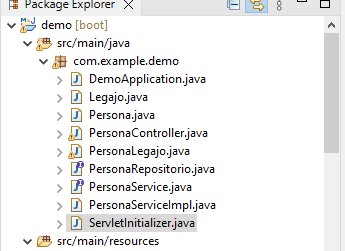 Package Explorer
demo [boot]
src/main/java
com.example.demo
DemoApplication.java
Legajo.java
Persona.java
PersonaController.java
PersonaLegajo.java
PersonaRepositorio.java
PersonaService.java
PersonaServiceImpl.java
ServletInitializer.java
src/main/resources